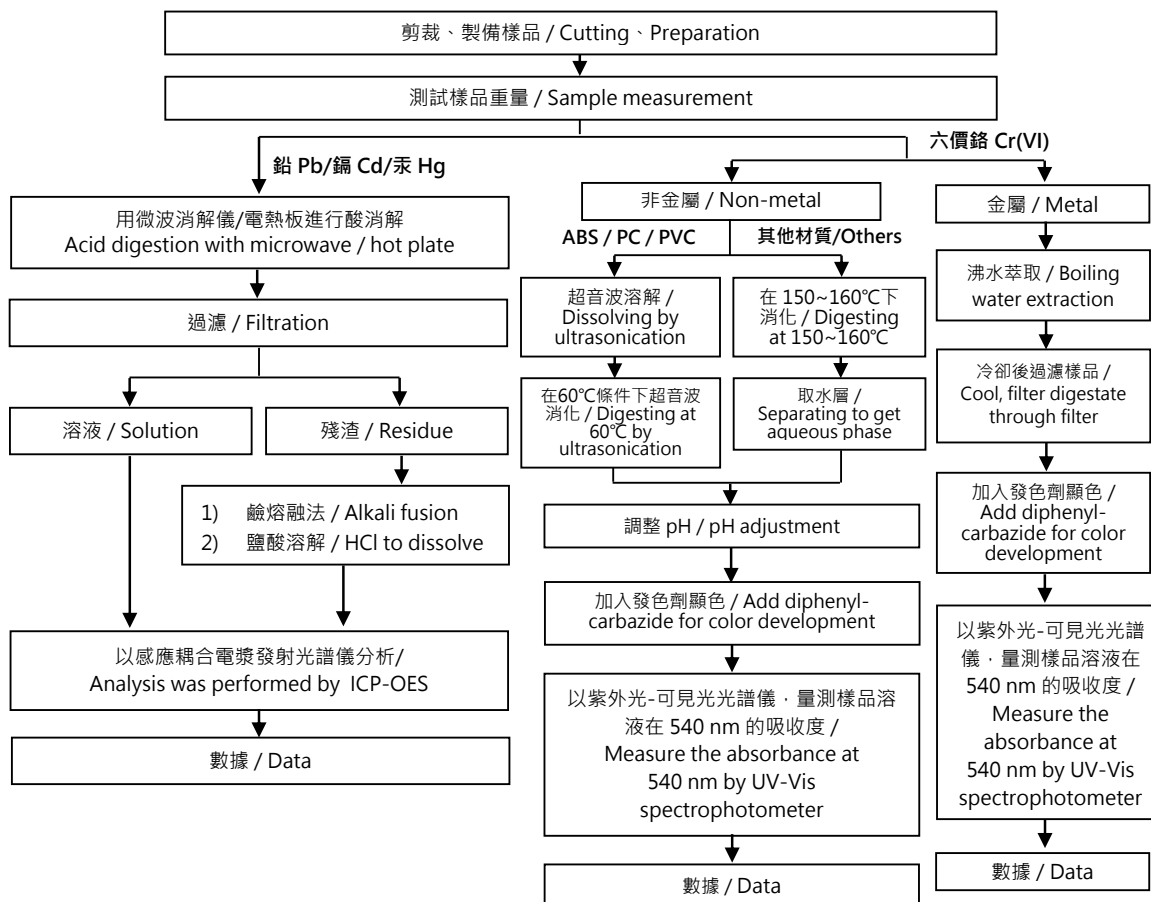 剪裁、製備樣品 / Cutting、Preparation
測試樣品重量 / Sample measurement
鉛 Pb/鎘 Cd/汞 Hg
六價鉻 Cr(VI)
用微波消解儀/電熱板進行酸消解
Acid digestion with microwave / hot plate
過濾 / Filtration
溶液 / Solution
殘渣 / Residue
1) 鹼熔融法 / Alkali fusion
2) 鹽酸溶解 / HCl to dissolve
以感應耦合電漿發射光譜儀分析/
Analysis was performed by ICP-OES
數據 / Data
非金屬 / Non-metal
ABS / PC / PVC
其他材質/Others
超音波溶解 /
Dissolving by
ultrasonication
在60℃條件下超音波
消化 / Digesting at
60℃ by
ultrasonication
在 150~160℃下
消化 / Digesting
at 150~160℃
取水層 /
Separating to get
aqueous phase
調整 pH / pH adjustment
加入發色劑顯色 / Add diphenyl-
carbazide for color development
以紫外光-可見光光譜儀，量測樣品溶
液在 540 nm 的吸收度 /
Measure the absorbance at
540 nm by UV-Vis
spectrophotometer
數據 / Data
金屬 / Metal
沸水萃取 / Boiling
water extraction
冷卻後過濾樣品 /
Cool, filter digestate
through filter
加入發色劑顯色 /
Add diphenyl-
carbazide for color
development
以紫外光-可見光光譜
儀，量測樣品溶液在
540 nm 的吸收度 /
Measure the
absorbance at
540 nm by UV-Vis
spectrophotometer
數據 / Data